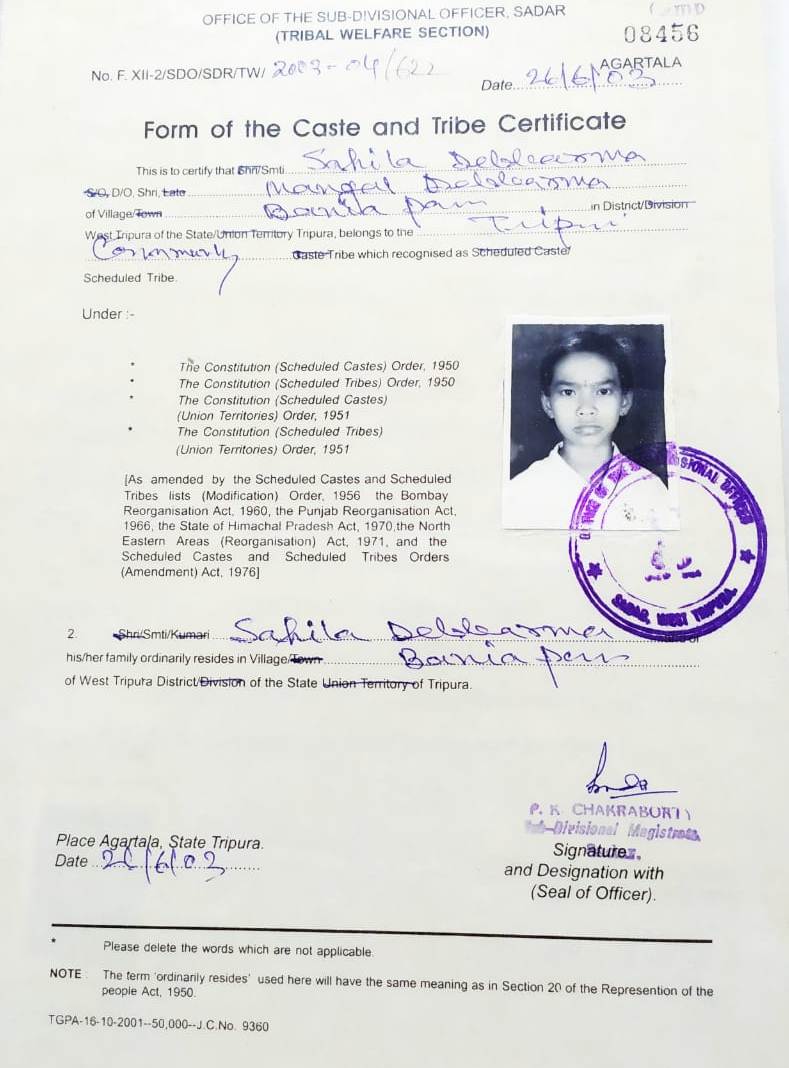 OFFICE OF THE SUB-DIVISIONAL OFFICER, SADAR
(TRIBAL WELFARE SECTION)
08456
No. F. XII-2/SDO/SDR/TW/ 2003-04/622
AGARTALA
Date 26/6/03
Form of the Caste and Tribe Certificate
This is to certify that Shri/Smti Sahila Debbarma
S/O, D/O, Shri, Late Mangal Debbarma
of Village/Town Bania para in District/Division
West Tripura of the State/Union Territory Tripura, belongs to the Tripuri
Community Caste Tribe which recognised as Scheduled Caste/
Scheduled Tribe.
Under :-
* The Constitution (Scheduled Castes) Order, 1950
* The Constitution (Scheduled Tribes) Order, 1950
* The Constitution (Scheduled Castes)
(Union Territories) Order, 1951
* The Constitution (Scheduled Tribes)
(Union Territories) Order, 1951
[As amended by the Scheduled Castes and Scheduled
Tribes lists (Modification) Order, 1956 the Bombay
Reorganisation Act, 1960, the Punjab Reorganisation Act,
1966, the State of Himachal Pradesh Act, 1970,the North
Eastern Areas (Reorganisation) Act, 1971, and the
Scheduled Castes and Scheduled Tribes Orders
(Amendment) Act, 1976]
OFFICE OF THE SUB-DIVISIONAL OFFICER
SADAR, WEST TRIPURA.
2. Shri/Smti/Kumari Sahila Debbarma
his/her family ordinarily resides in Village/Town Bania para
of West Tripura District/Division of the State Union Territory of Tripura.
P. K. CHAKRABURTY
Sub-Divisional Magistrate,
Sadar.
Place Agartala, State Tripura.
Signature
Date 26/6/03
and Designation with
(Seal of Officer).
* Please delete the words which are not applicable.
NOTE : The term 'ordinarily resides' used here will have the same meaning as in Section 20 of the Represention of the
people Act, 1950.
TGPA-16-10-2001--50,000--J.C.No. 9360